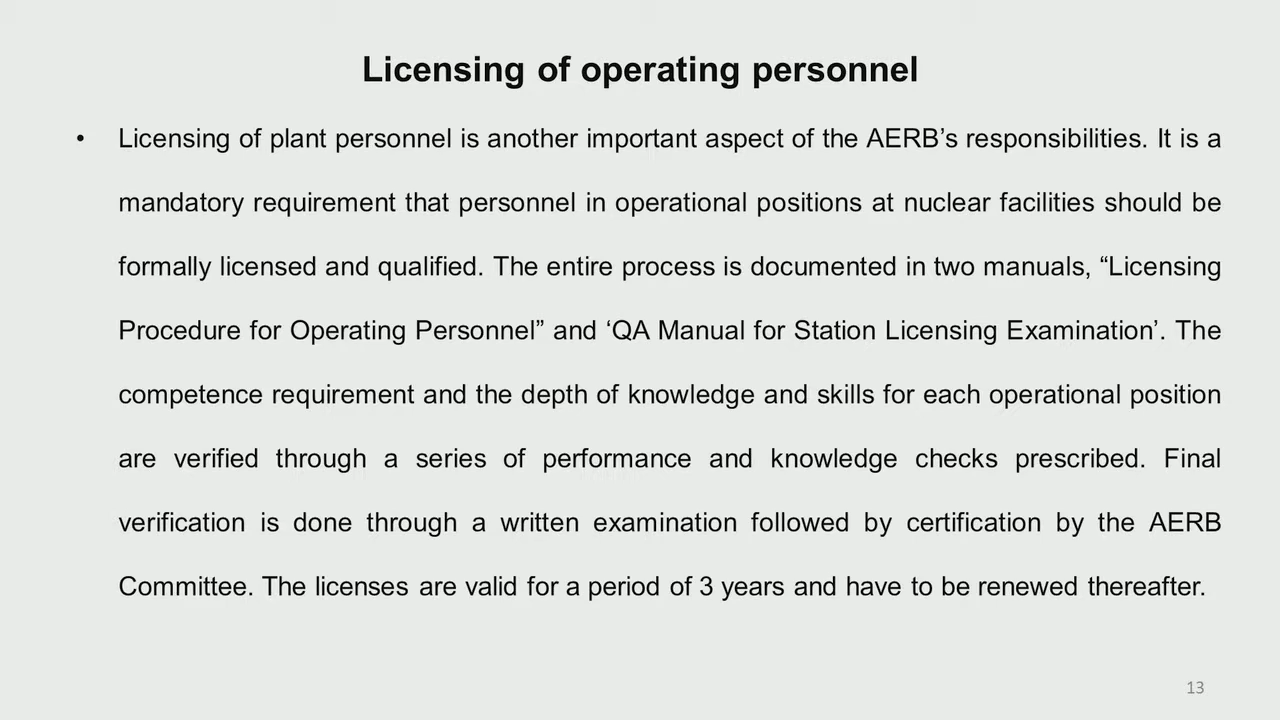 Licensing of operating personnel
• Licensing of plant personnel is another important aspect of the AERB’s responsibilities. It is a
mandatory requirement that personnel in operational positions at nuclear facilities should be
formally licensed and qualified. The entire process is documented in two manuals, “Licensing
Procedure for Operating Personnel” and ‘QA Manual for Station Licensing Examination’. The
competence requirement and the depth of knowledge and skills for each operational position
are verified through a series of performance and knowledge checks prescribed. Final
verification is done through a written examination followed by certification by the AERB
Committee. The licenses are valid for a period of 3 years and have to be renewed thereafter.
13